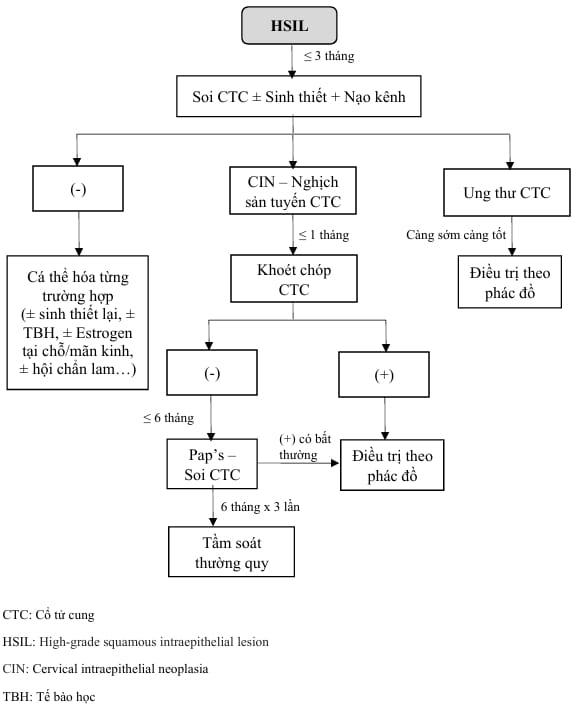 HSIL
≤ 3 tháng
Soi CTC ± Sinh thiết + Nạo kênh
(-)
CIN – Nghịch
sản tuyến CTC
Ung thư CTC
≤ 1 tháng
Càng sớm càng tốt
Cá thể hóa từng
trường hợp
(± sinh thiết lại, ±
TBH, ± Estrogen
tại chỗ/mãn kinh,
± hội chẩn lam…)
Khoét chóp
CTC
Điều trị theo
phác đồ
(-)
(+)
≤ 6 tháng
Pap’s –
Soi CTC
(+) có bất
thường
Điều trị theo
phác đồ
6 tháng x 3 lần
Tầm soát
thường quy
CTC: Cổ tử cung
HSIL: High-grade squamous intraepithelial lesion
CIN: Cervical intraepithelial neoplasia
TBH: Tế bào học